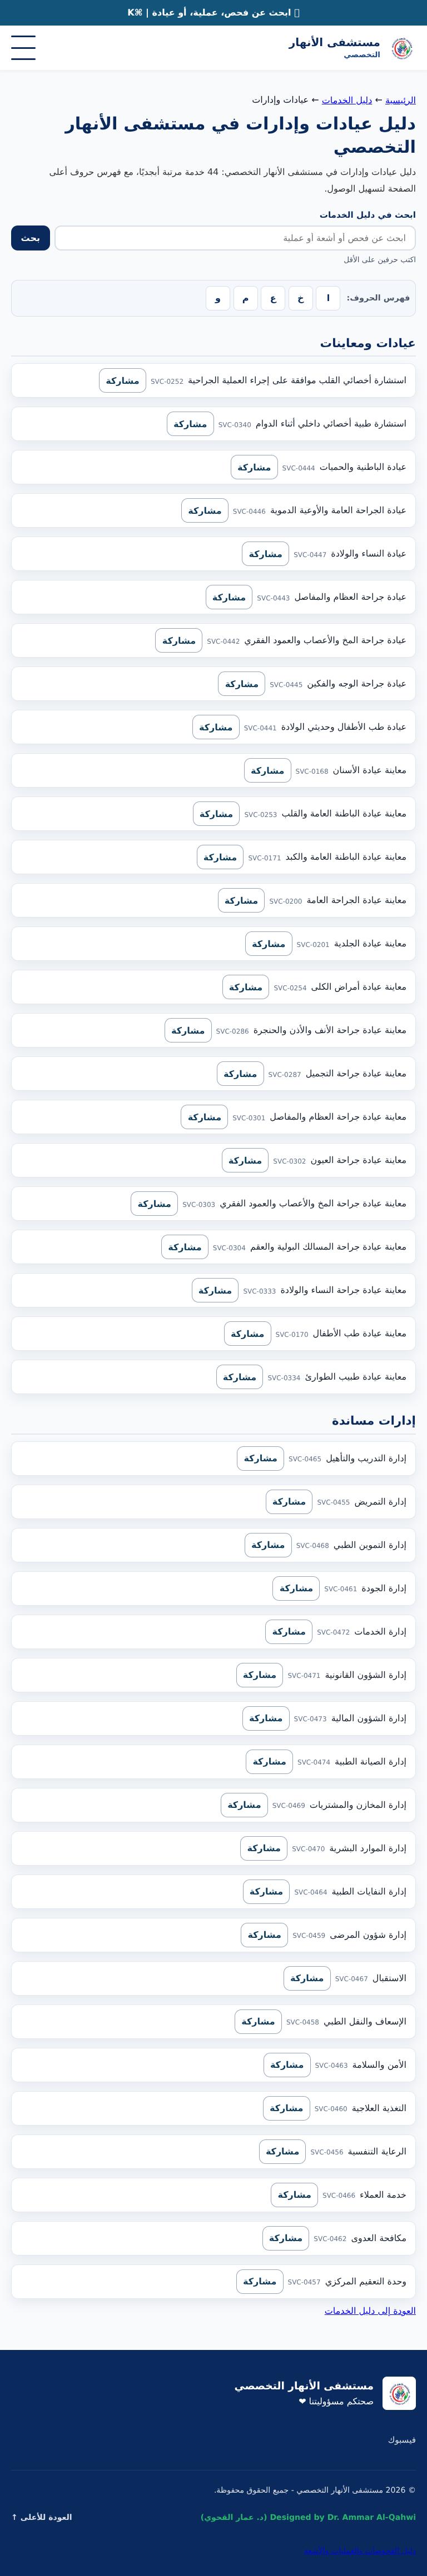 ابحث عن فحص، عملية، أو عيادة | ⌘K
مستشفى الأنهار
التخصصي
الرئيسية ← دليل الخدمات ← عيادات وإدارات
دليل عيادات وإدارات في مستشفى الأنهار
التخصصي
دليل عيادات وإدارات في مستشفى الأنهار التخصصي: 44 خدمة مرتبة أبجديًا، مع فهرس حروف أعلى
الصفحة لتسهيل الوصول.
ابحث في دليل الخدمات
ابحث عن فحص أو أشعة أو عملية
بحث
اكتب حرفين على الأقل
فهرس الحروف: ا خ ع م و
عيادات ومعاينات
استشارة أخصائي القلب موافقة على إجراء العملية الجراحية SVC-0252 مشاركة
استشارة طبية أخصائي داخلي أثناء الدوام SVC-0340 مشاركة
عيادة الباطنية والحميات SVC-0444 مشاركة
عيادة الجراحة العامة والأوعية الدموية SVC-0446 مشاركة
عيادة النساء والولادة SVC-0447 مشاركة
عيادة جراحة العظام والمفاصل SVC-0443 مشاركة
عيادة جراحة المخ والأعصاب والعمود الفقري SVC-0442 مشاركة
عيادة جراحة الوجه والفكين SVC-0445 مشاركة
عيادة طب الأطفال وحديثي الولادة SVC-0441 مشاركة
معاينة عيادة الأسنان SVC-0168 مشاركة
معاينة عيادة الباطنة العامة والقلب SVC-0253 مشاركة
معاينة عيادة الباطنة العامة والكبد SVC-0171 مشاركة
معاينة عيادة الجراحة العامة SVC-0200 مشاركة
معاينة عيادة الجلدية SVC-0201 مشاركة
معاينة عيادة أمراض الكلى SVC-0254 مشاركة
معاينة عيادة جراحة الأنف والأذن والحنجرة SVC-0286 مشاركة
معاينة عيادة جراحة التجميل SVC-0287 مشاركة
معاينة عيادة جراحة العظام والمفاصل SVC-0301 مشاركة
معاينة عيادة جراحة العيون SVC-0302 مشاركة
معاينة عيادة جراحة المخ والأعصاب والعمود الفقري SVC-0303 مشاركة
معاينة عيادة جراحة المسالك البولية والعقم SVC-0304 مشاركة
معاينة عيادة جراحة النساء والولادة SVC-0333 مشاركة
معاينة عيادة طب الأطفال SVC-0170 مشاركة
معاينة عيادة طبيب الطوارئ SVC-0334 مشاركة
إدارات مساندة
إدارة التدريب والتأهيل SVC-0465 مشاركة
إدارة التمريض SVC-0455 مشاركة
إدارة التموين الطبي SVC-0468 مشاركة
إدارة الجودة SVC-0461 مشاركة
إدارة الخدمات SVC-0472 مشاركة
إدارة الشؤون القانونية SVC-0471 مشاركة
إدارة الشؤون المالية SVC-0473 مشاركة
إدارة الصيانة الطبية SVC-0474 مشاركة
إدارة المخازن والمشتريات SVC-0469 مشاركة
إدارة الموارد البشرية SVC-0470 مشاركة
إدارة النفايات الطبية SVC-0464 مشاركة
إدارة شؤون المرضى SVC-0459 مشاركة
الاستقبال SVC-0467 مشاركة
الإسعاف والنقل الطبي SVC-0458 مشاركة
الأمن والسلامة SVC-0463 مشاركة
التغذية العلاجية SVC-0460 مشاركة
الرعاية التنفسية SVC-0456 مشاركة
خدمة العملاء SVC-0466 مشاركة
مكافحة العدوى SVC-0462 مشاركة
وحدة التعقيم المركزي SVC-0457 مشاركة
العودة إلى دليل الخدمات
مستشفى الأنهار التخصصي
صحتكم مسؤوليتنا ❤
فيسبوك
© 2026 مستشفى الأنهار التخصصي - جميع الحقوق محفوظة.
Designed by Dr. Ammar Al-Qahwi (د. عمار القحوي)
العودة للأعلى ↑